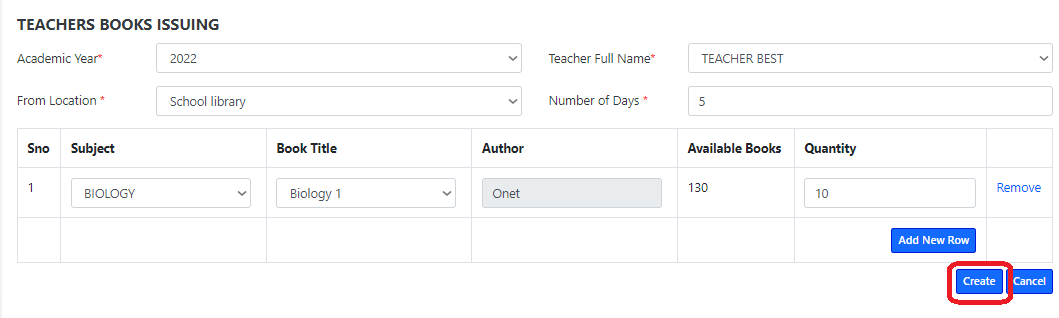 TEACHERS BOOKS ISSUING
Academic Year* 2022 Teacher Full Name* TEACHER BEST
From Location * School library Number of Days * 5
Sno Subject Book Title Author Available Books Quantity
1 BIOLOGY Biology 1 Onet 130 10 Remove
Add New Row
Create Cancel